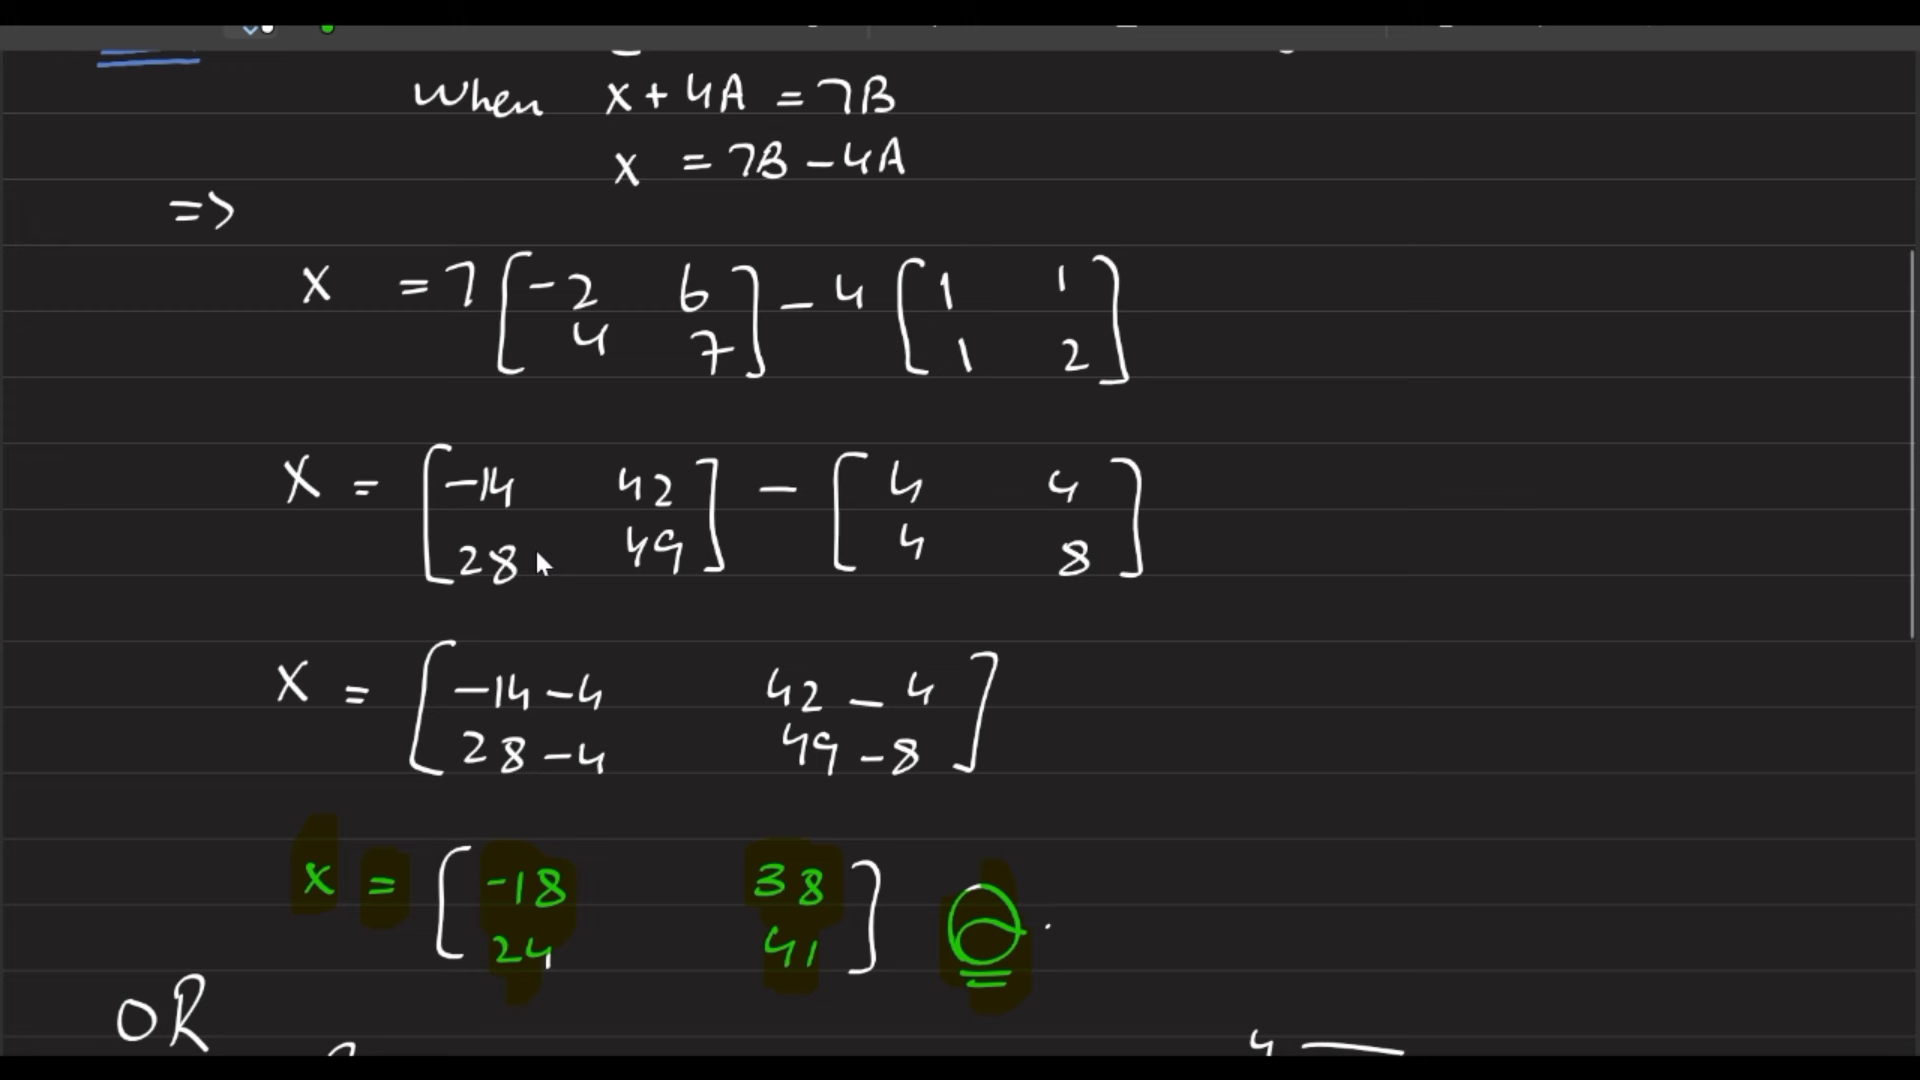 When x + 4A = 7B
x = 7B - 4A
=>
x = 7 [ -2 6 ] - 4 [ 1 1 ]
4 7 1 2
X = [ -14 42 ] - [ 4 4 ]
28 49 4 8
X = [ -14 - 4 42 - 4 ]
28 - 4 49 - 8
x = [ -18 38 ]
24 41
OR
4